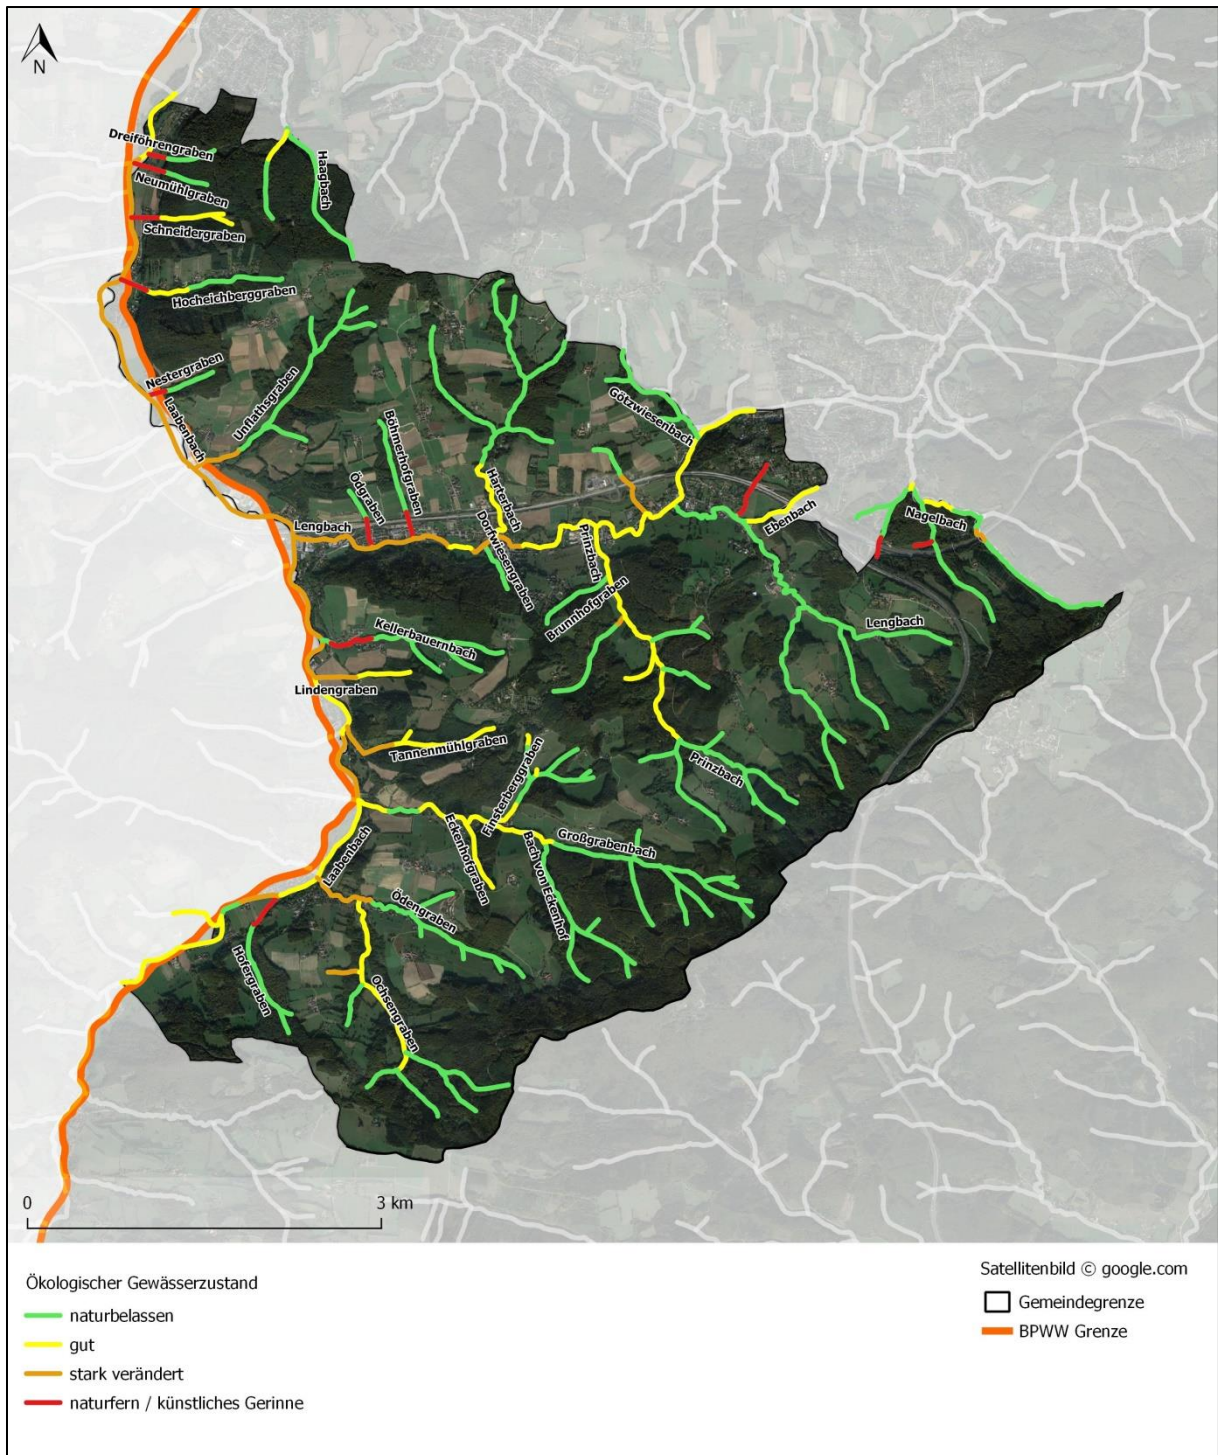 N
Dreiföhrengraben
Neumühlgraben
Haagbach
Schneidergraben
Hocheichberggraben
Nestergraben
Laabenbach
Unflathsgraben
Götzwiesenbach
Böhmerhofgraben
Ödgraben
Harterbach
Lengbach
Dorfwiesengraben
Prinzbach
Ebenbach
Nagelbach
Brunnhofgraben
Kellerbauernbach
Lengbach
Lindengraben
Tannenmühlgraben
Prinzbach
Finsterberggraben
Großgrabenbach
Eckenhofgraben
Bach von Eckenhof
Laabenbach
Ödengraben
Hofergraben
Ochsengraben
0 3 km
Ökologischer Gewässerzustand
naturbelassen
gut
stark verändert
naturfern / künstliches Gerinne
Satellitenbild © google.com
Gemeindegrenze
BPWW Grenze